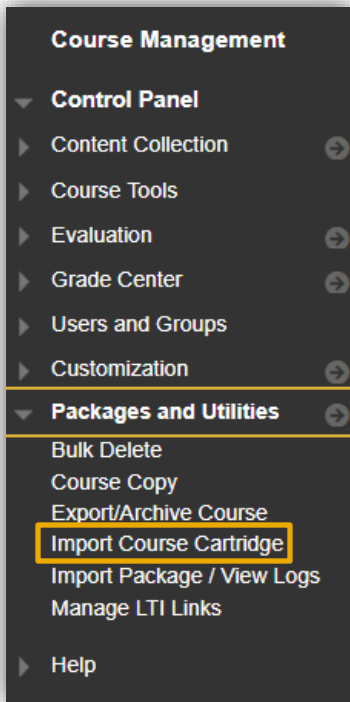 Course Management
Control Panel
Content Collection
Course Tools
Evaluation
Grade Center
Users and Groups
Customization
Packages and Utilities
Bulk Delete
Course Copy
Export/Archive Course
Import Course Cartridge
Import Package / View Logs
Manage LTI Links
Help